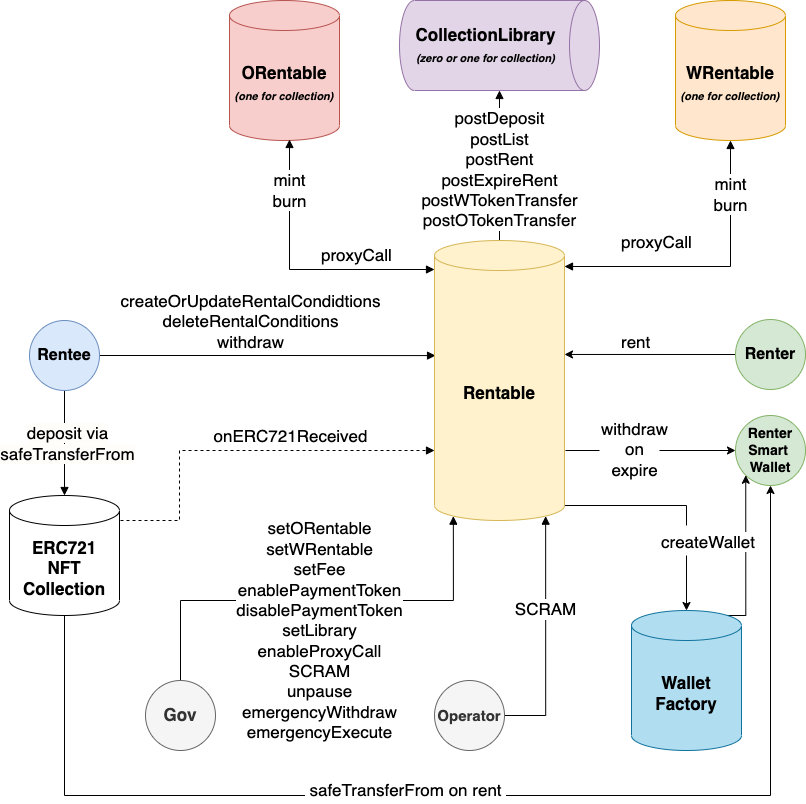 ORentable
(one for collection)
CollectionLibrary
(zero or one for collection)
WRentable
(one for collection)
postDeposit
postList
postRent
postExpireRent
postWTokenTransfer
postOTokenTransfer
mint
burn
mint
burn
proxyCall
proxyCall
createOrUpdateRentalCondidtions
deleteRentalConditions
withdraw
Rentee
rent
Renter
Rentable
deposit via
safeTransferFrom
onERC721Received
withdraw
on
expire
Renter
Smart
Wallet
ERC721
NFT
Collection
setORentable
setWRentable
setFee
enablePaymentToken
disablePaymentToken
setLibrary
enableProxyCall
SCRAM
unpause
emergencyWithdraw
emergencyExecute
SCRAM
createWallet
Gov
Operator
Wallet
Factory
safeTransferFrom on rent